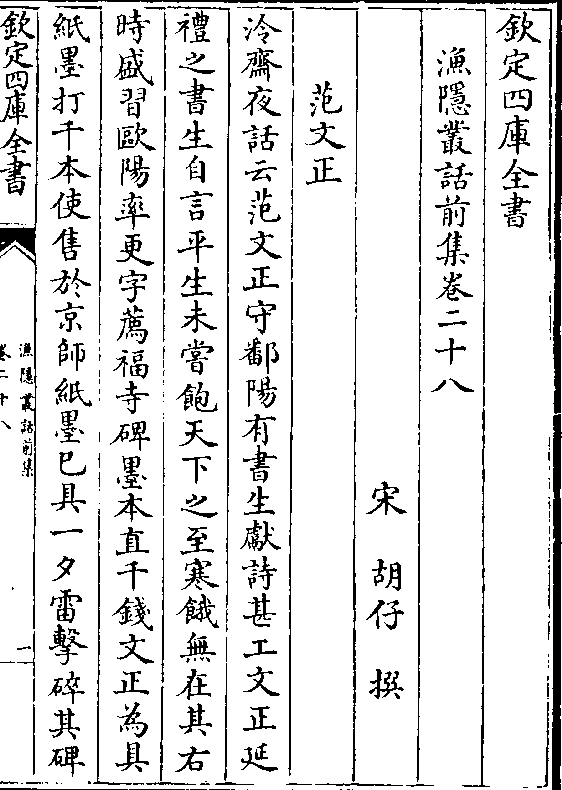 欽定四庫全書
漁隱叢話前集卷二十八
宋 胡仔 撰
范文正
冷齋夜話云范文正守鄱陽有書生獻詩甚工文正延
禮之書生自言平生未嘗飽天下之至寒餓無在其右
時盛習歐陽率更字薦福寺碑墨本直千錢文正為具
紙墨打千本使售於京師紙墨已具一夕雷擊碎其碑
欽定四庫全書
漁隱叢話前集
卷二十八
一